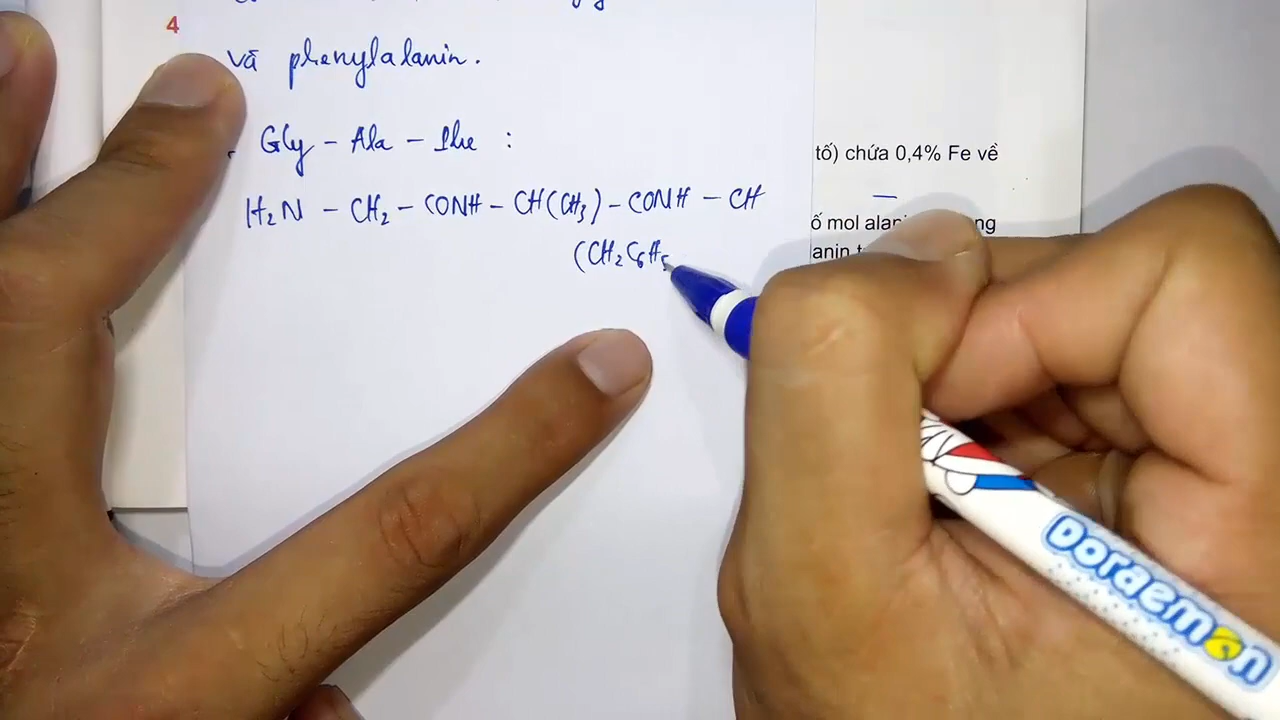 4
và phenylalanin.
Gly - Ala - Phe :
H₂N - CH₂ - CONH - CH(CH₃) - CONH - CH
(CH₂C₆H₅
tố) chứa 0,4% Fe về
ố mol
anin
Doraemon